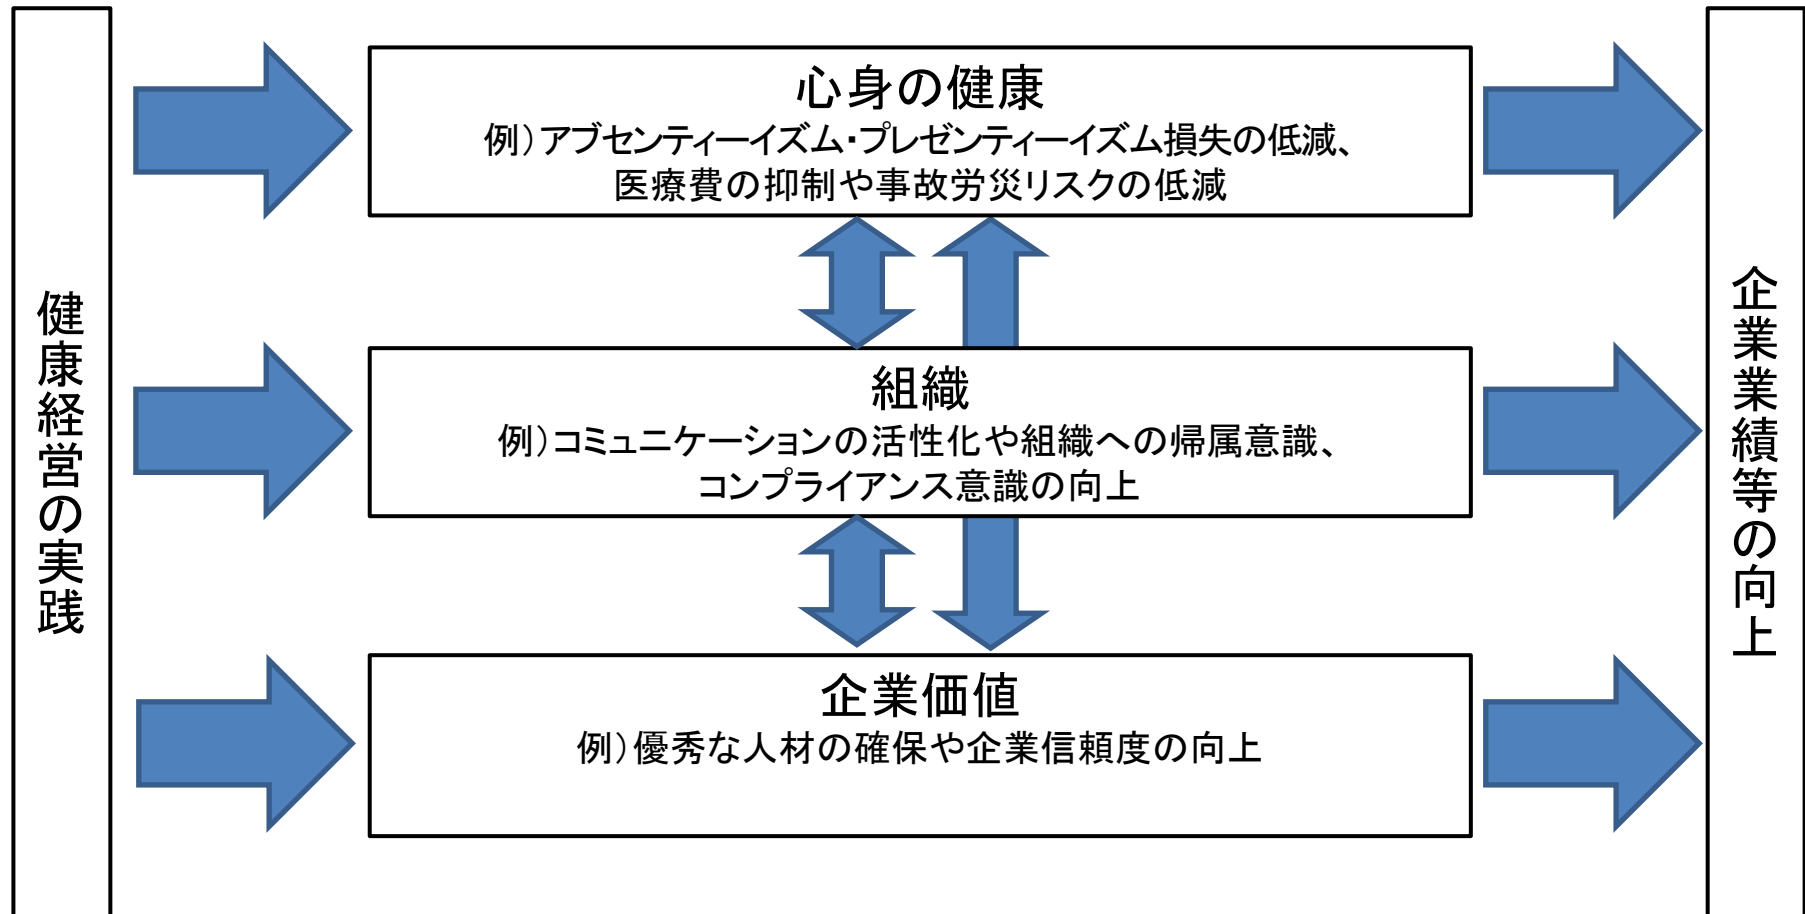 健康経営の実践
心身の健康
例）アブセンティーイズム・プレゼンティーイズム損失の低減、
医療費の抑制や事故労災リスクの低減
組織
例）コミュニケーションの活性化や組織への帰属意識、
コンプライアンス意識の向上
企業価値
例）優秀な人材の確保や企業信頼度の向上
企業業績等の向上